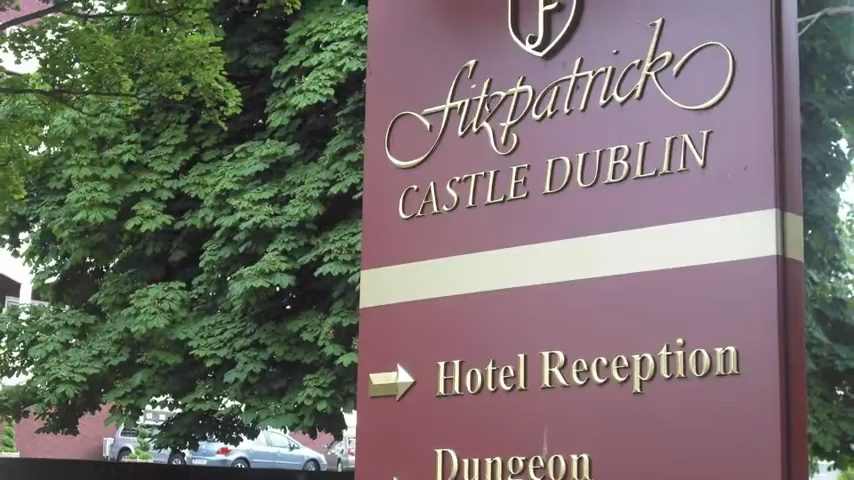 F
Fitzpatrick
CASTLE DUBLIN
Hotel Reception
Dungeon